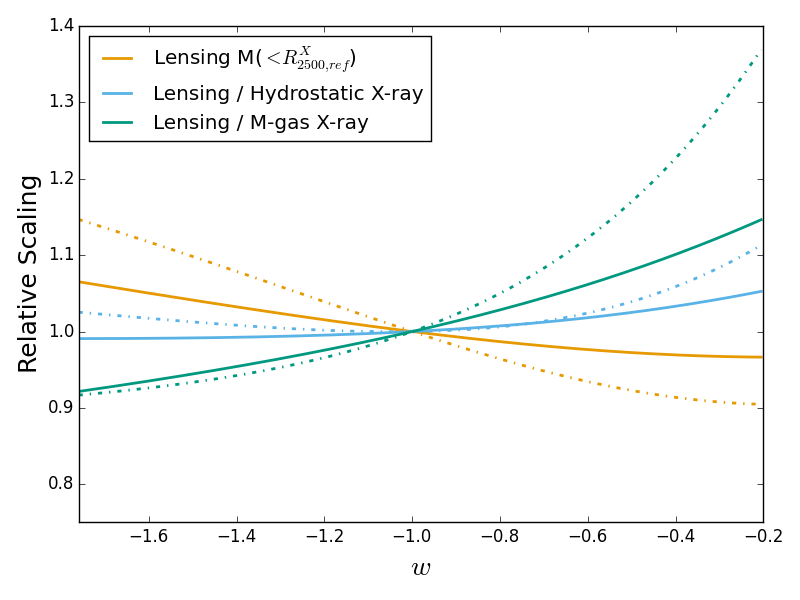 1.4
1.3
1.2
1.1
1.0
0.9
0.8
Relative Scaling
Lensing M(<R^X_{2500,ref})
Lensing / Hydrostatic X-ray
Lensing / M-gas X-ray
−1.6 −1.4 −1.2 −1.0 −0.8 −0.6 −0.4 −0.2
w